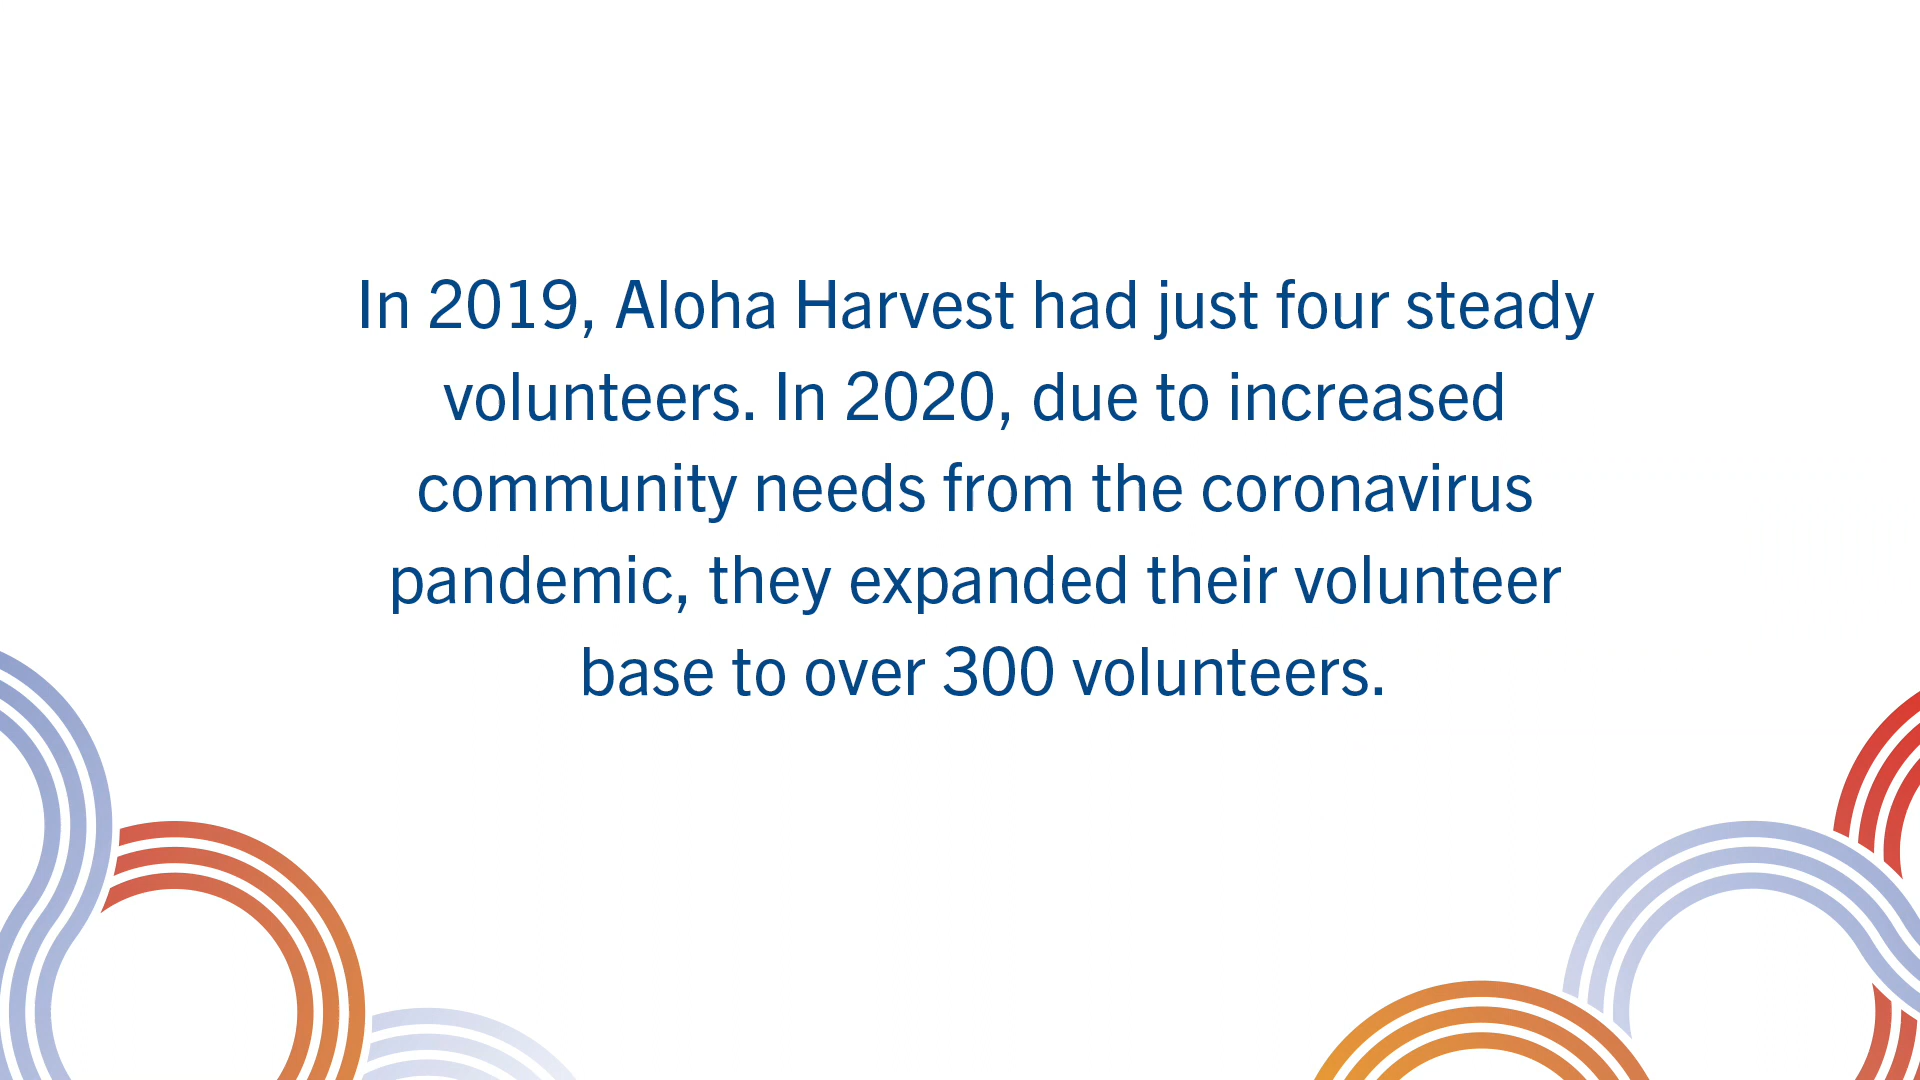 In 2019, Aloha Harvest had just four steady
volunteers. In 2020, due to increased
community needs from the coronavirus
pandemic, they expanded their volunteer
base to over 300 volunteers.